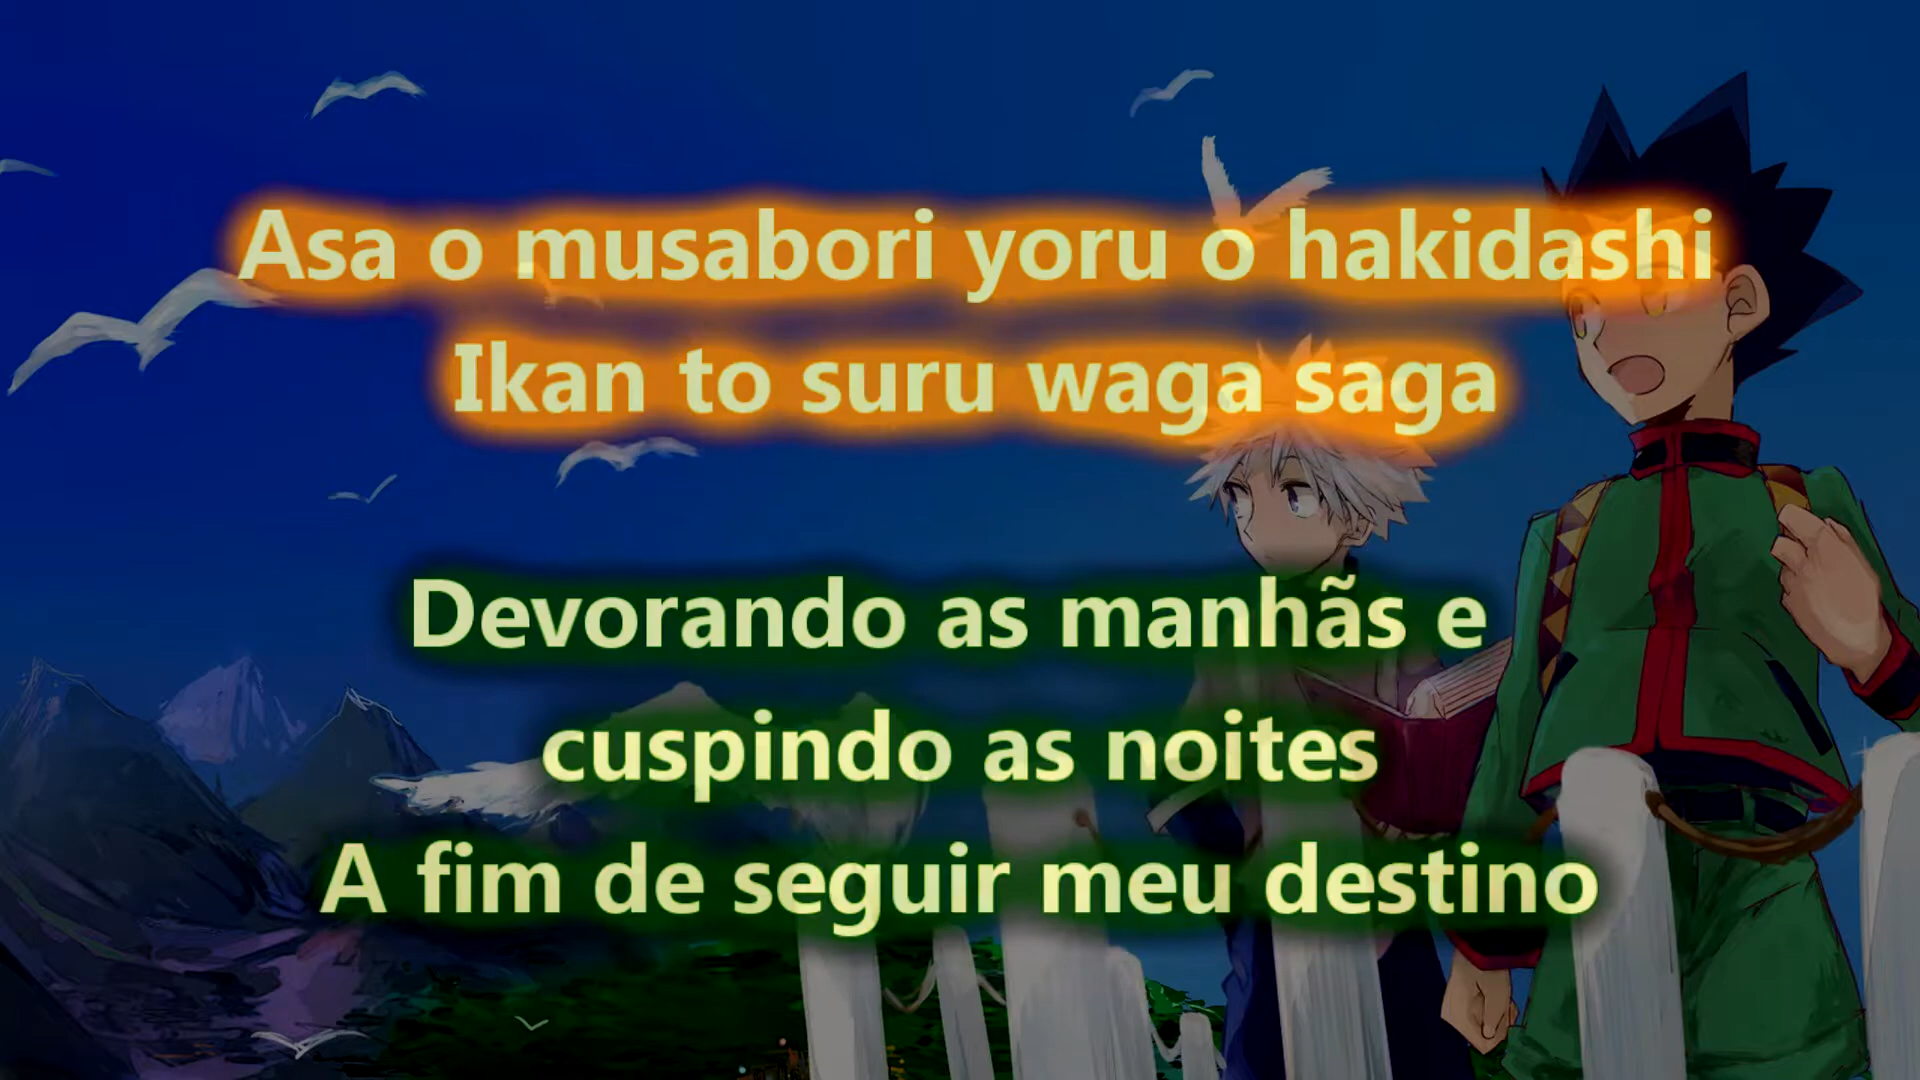 Asa o musabori yoru o hakidashi
Ikan to suru waga saga
Devorando as manhãs e
cuspindo as noites
A fim de seguir meu destino